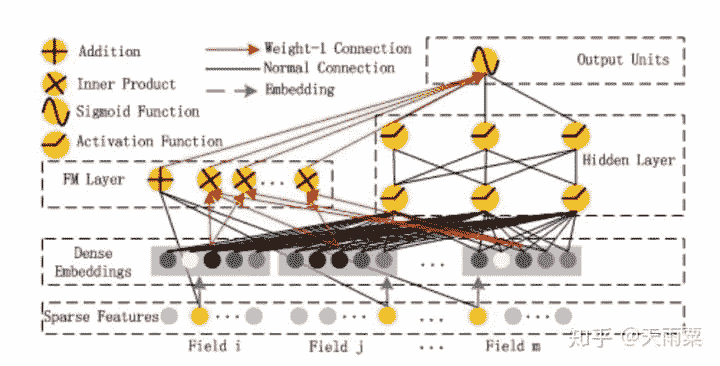 Addition
Weight-1 Connection
Normal Connection
Output Units
Inner Product
Embedding
Sigmoid Function
Activation Function
Hidden Layer
FM Layer
...
Dense
Embeddings
...
Sparse Features
... ... ... ...
Field i
Field j
...
Field m
知乎 @天雨粟